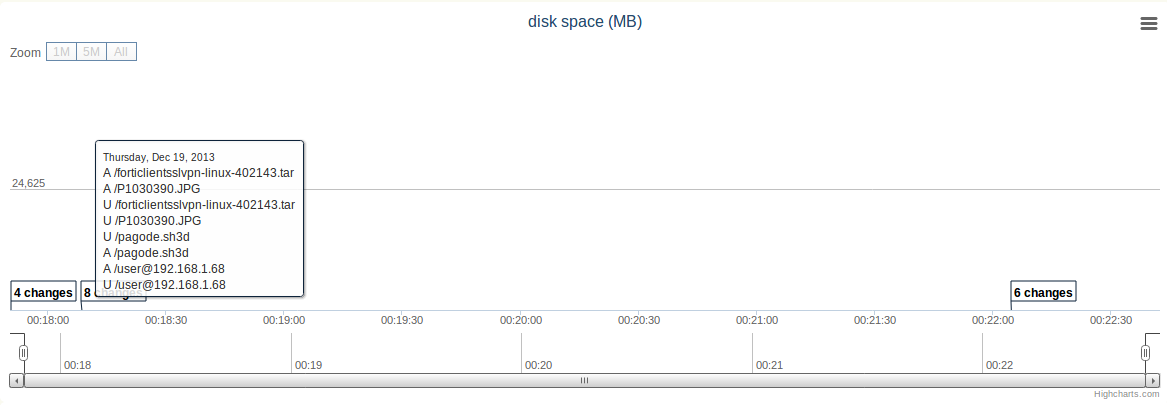 disk space (MB)
Zoom 1M 5M All
Thursday, Dec 19, 2013
A /forticlientsslvpn-linux-402143.tar
A /P1030390.JPG
24,625
U /forticlientsslvpn-linux-402143.tar
U /P1030390.JPG
U /pagode.sh3d
A /pagode.sh3d
A /user@192.168.1.68
U /user@192.168.1.68
4 changes 8 changes 6 changes
00:18:00 00:18:30 00:19:00 00:19:30 00:20:00 00:20:30 00:21:00 00:21:30 00:22:00 00:22:30
00:18 00:19 00:20 00:21 00:22
Highcharts.com